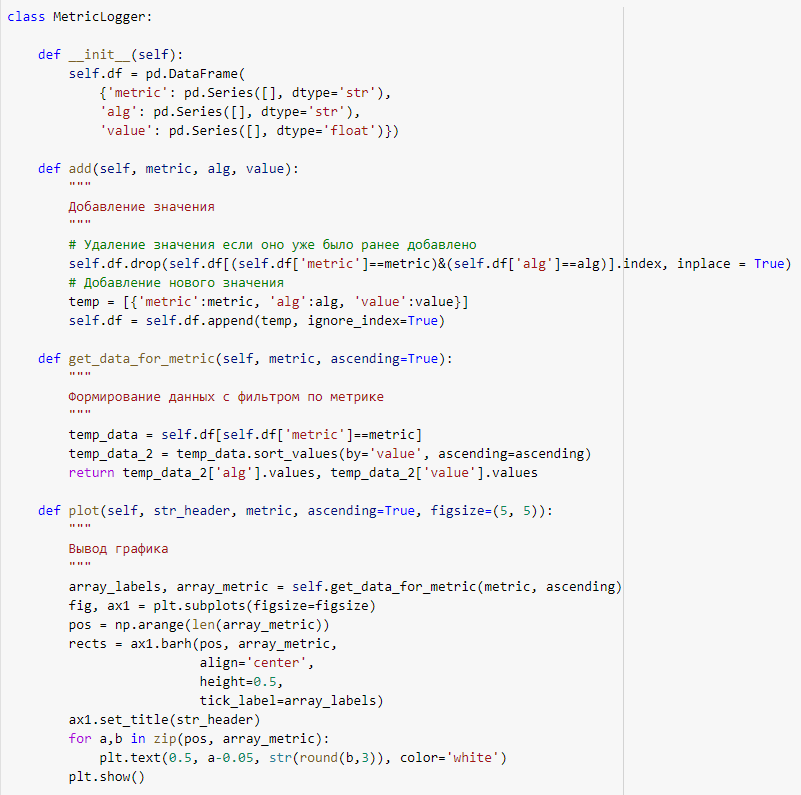 class MetricLogger:
def __init__(self):
self.df = pd.DataFrame(
{'metric': pd.Series([], dtype='str'),
'alg': pd.Series([], dtype='str'),
'value': pd.Series([], dtype='float')})
def add(self, metric, alg, value):
"""
Добавление значения
"""
# Удаление значения если оно уже было ранее добавлено
self.df.drop(self.df[(self.df['metric']==metric)&(self.df['alg']==alg)].index, inplace = True)
# Добавление нового значения
temp = [{'metric':metric, 'alg':alg, 'value':value}]
self.df = self.df.append(temp, ignore_index=True)
def get_data_for_metric(self, metric, ascending=True):
"""
Формирование данных с фильтром по метрике
"""
temp_data = self.df[self.df['metric']==metric]
temp_data_2 = temp_data.sort_values(by='value', ascending=ascending)
return temp_data_2['alg'].values, temp_data_2['value'].values
def plot(self, str_header, metric, ascending=True, figsize=(5, 5)):
"""
Вывод графика
"""
array_labels, array_metric = self.get_data_for_metric(metric, ascending)
fig, ax1 = plt.subplots(figsize=figsize)
pos = np.arange(len(array_metric))
rects = ax1.barh(pos, array_metric,
align='center',
height=0.5,
tick_label=array_labels)
ax1.set_title(str_header)
for a,b in zip(pos, array_metric):
plt.text(0.5, a-0.05, str(round(b,3)), color='white')
plt.show()